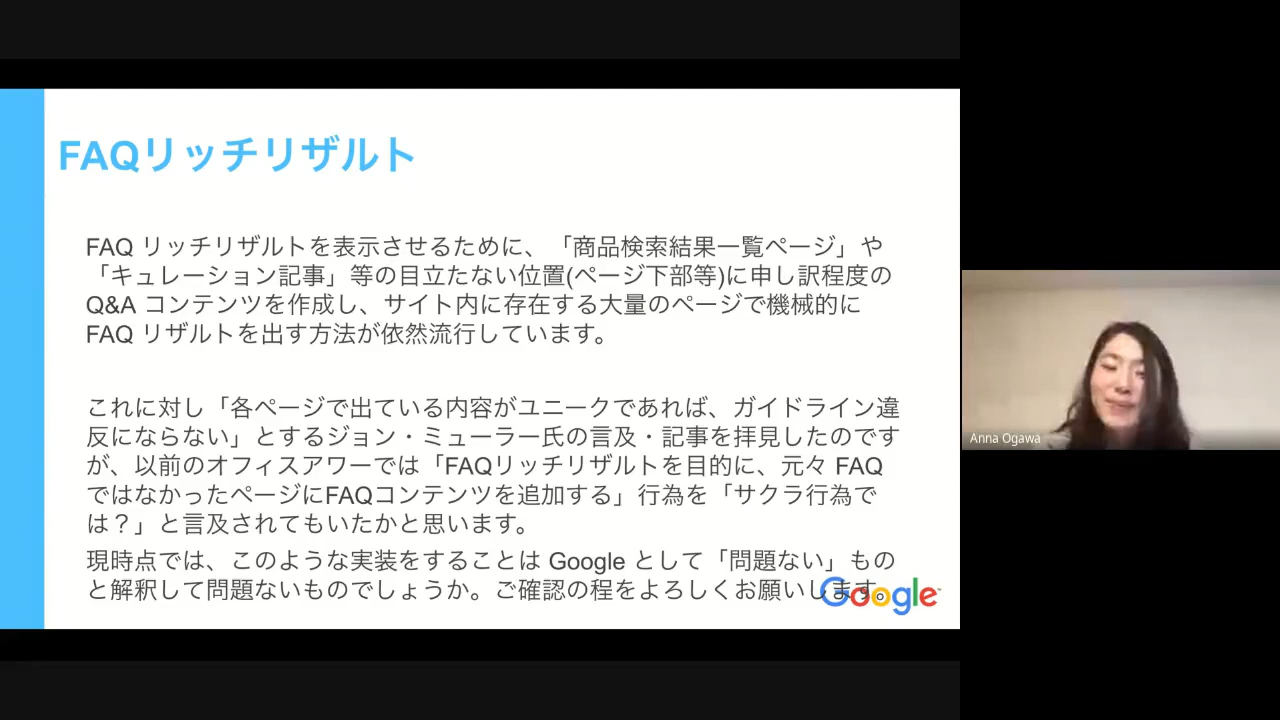 FAQリッチリザルト
FAQ リッチリザルトを表示させるために、「商品検索結果一覧ページ」や
「キュレーション記事」等の目立たない位置(ページ下部等)に申し訳程度の
Q&A コンテンツを作成し、サイト内に存在する大量のページで機械的に
FAQ リザルトを出す方法が依然流行しています。
これに対し「各ページで出ている内容がユニークであれば、ガイドライン違
反にならない」とするジョン・ミューラー氏の言及・記事を拝見したのです
が、以前のオフィスアワーでは「FAQリッチリザルトを目的に、元々 FAQ
ではなかったページにFAQコンテンツを追加する」行為を「サクラ行為で
は？」と言及されてもいたかと思います。
現時点では、このような実装をすることは Google として「問題ない」もの
と解釈して問題ないものでしょうか。ご確認の程をよろしくお願いします。
Google
Anna Ogawa